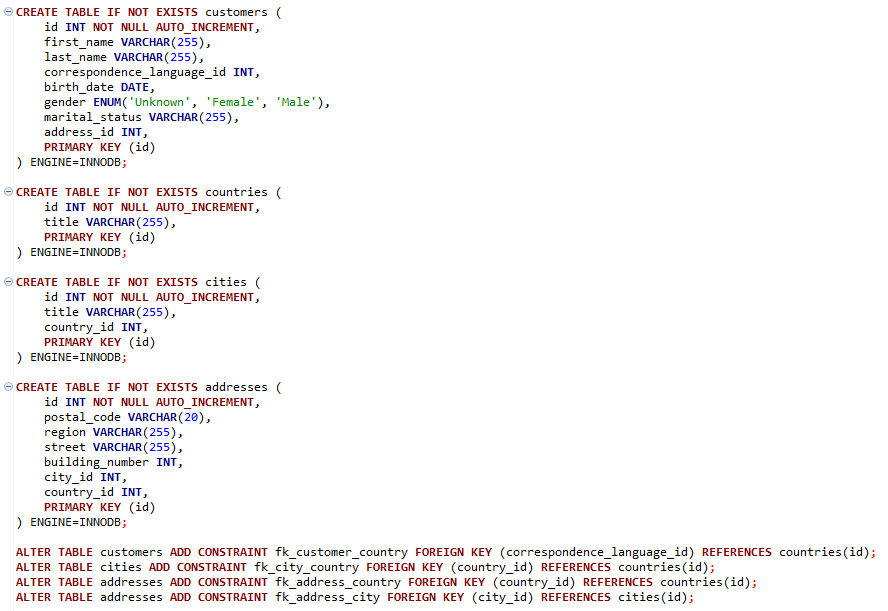 CREATE TABLE IF NOT EXISTS customers (
    id INT NOT NULL AUTO_INCREMENT,
    first_name VARCHAR(255),
    last_name VARCHAR(255),
    correspondence_language_id INT,
    birth_date DATE,
    gender ENUM('Unknown', 'Female', 'Male'),
    marital_status VARCHAR(255),
    address_id INT,
    PRIMARY KEY (id)
) ENGINE=INNODB;

CREATE TABLE IF NOT EXISTS countries (
    id INT NOT NULL AUTO_INCREMENT,
    title VARCHAR(255),
    PRIMARY KEY (id)
) ENGINE=INNODB;

CREATE TABLE IF NOT EXISTS cities (
    id INT NOT NULL AUTO_INCREMENT,
    title VARCHAR(255),
    country_id INT,
    PRIMARY KEY (id)
) ENGINE=INNODB;

CREATE TABLE IF NOT EXISTS addresses (
    id INT NOT NULL AUTO_INCREMENT,
    postal_code VARCHAR(20),
    region VARCHAR(255),
    street VARCHAR(255),
    building_number INT,
    city_id INT,
    country_id INT,
    PRIMARY KEY (id)
) ENGINE=INNODB;

ALTER TABLE customers ADD CONSTRAINT fk_customer_country FOREIGN KEY (correspondence_language_id) REFERENCES countries(id);
ALTER TABLE cities ADD CONSTRAINT fk_city_country FOREIGN KEY (country_id) REFERENCES countries(id);
ALTER TABLE addresses ADD CONSTRAINT fk_address_country FOREIGN KEY (country_id) REFERENCES countries(id);
ALTER TABLE addresses ADD CONSTRAINT fk_address_city FOREIGN KEY (city_id) REFERENCES cities(id);